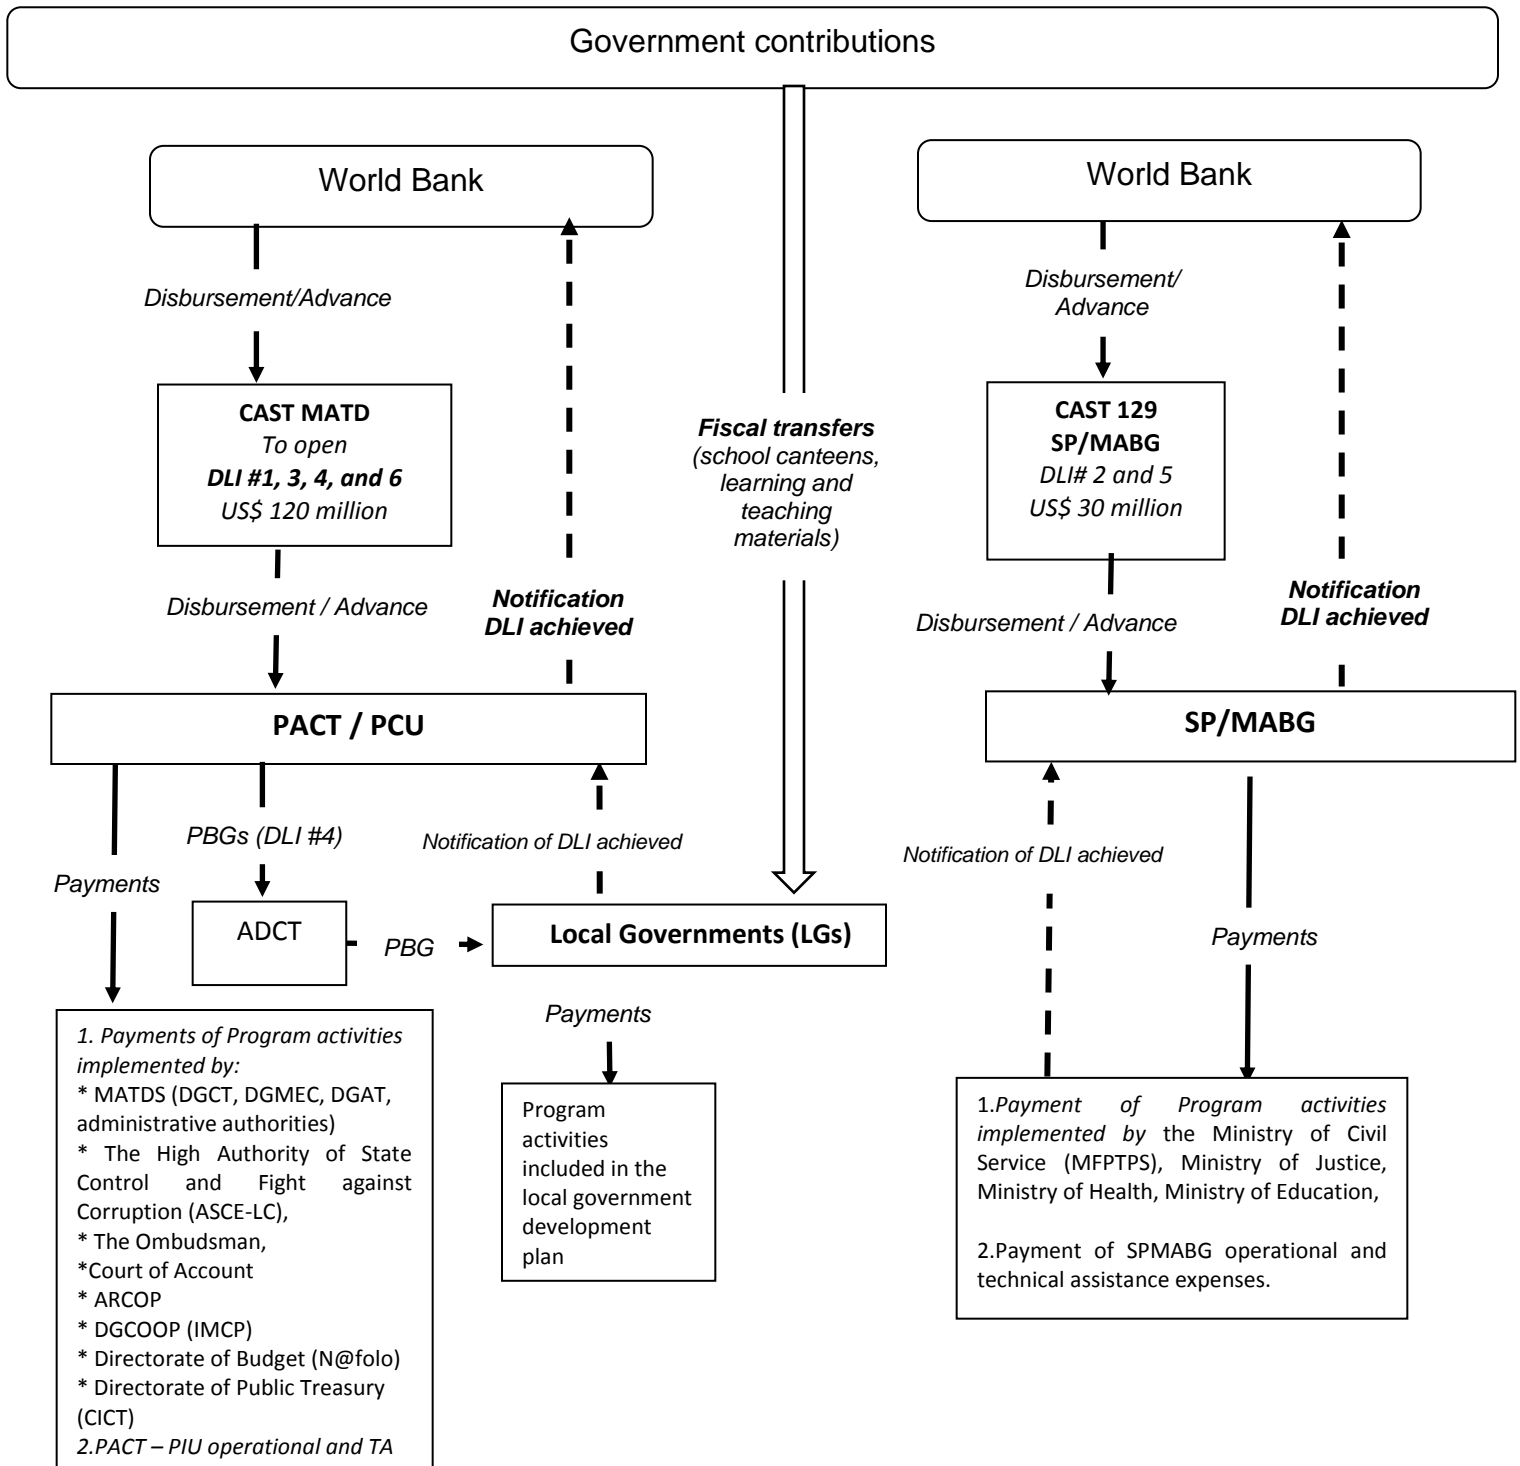 Government contributions
World Bank
World Bank
Disbursement/Advance
Disbursement/
Advance
CAST MATD
To open
DLI #1, 3, 4, and 6
US$ 120 million
Fiscal transfers
(school canteens,
learning and
teaching
materials)
CAST 129
SP/MABG
DLI# 2 and 5
US$ 30 million
Disbursement / Advance
Notification
DLI achieved
Disbursement / Advance
Notification
DLI achieved
PACT / PCU
SP/MABG
PBGs (DLI #4)
Notification of DLI achieved
Notification of DLI achieved
Payments
ADCT
PBG
Local Governments (LGs)
Payments
Payments
1. Payments of Program activities
implemented by:
* MATDS (DGCT, DGMEC, DGAT,
administrative authorities)
* The High Authority of State
Control and Fight against
Corruption (ASCE-LC),
* The Ombudsman,
*Court of Account
* ARCOP
* DGCOOP (IMCP)
* Directorate of Budget (N@folo)
* Directorate of Public Treasury
(CICT)
2.PACT – PIU operational and TA
Program
activities
included in the
local government
development
plan
1.Payment of Program activities
implemented by the Ministry of Civil
Service (MFPTPS), Ministry of Justice,
Ministry of Health, Ministry of Education,
2.Payment of SPMABG operational and
technical assistance expenses.